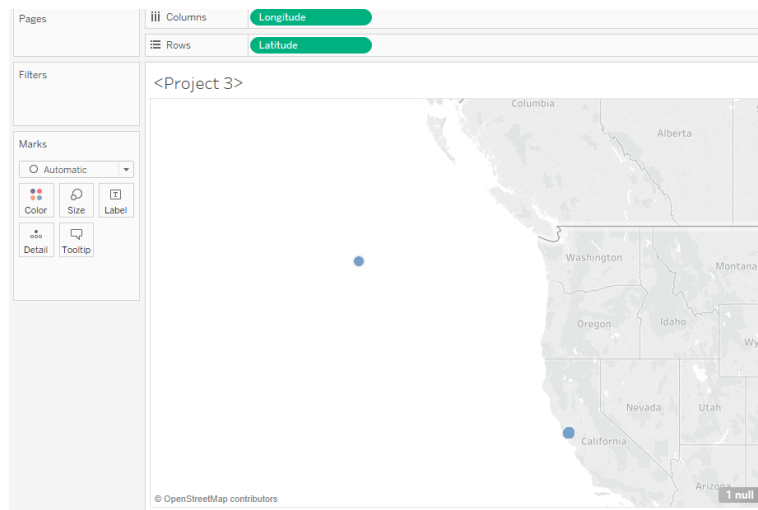 Pages
Columns
Longitude
Rows
Latitude
Filters
<Project 3>
Marks
Automatic
Color
Size
T
Label
Detail
Tooltip
Columbia
Alberta
Washington
Montana
Oregon
Idaho
Wy
Nevada
Utah
California
Arizona
1 null
© OpenStreetMap contributors